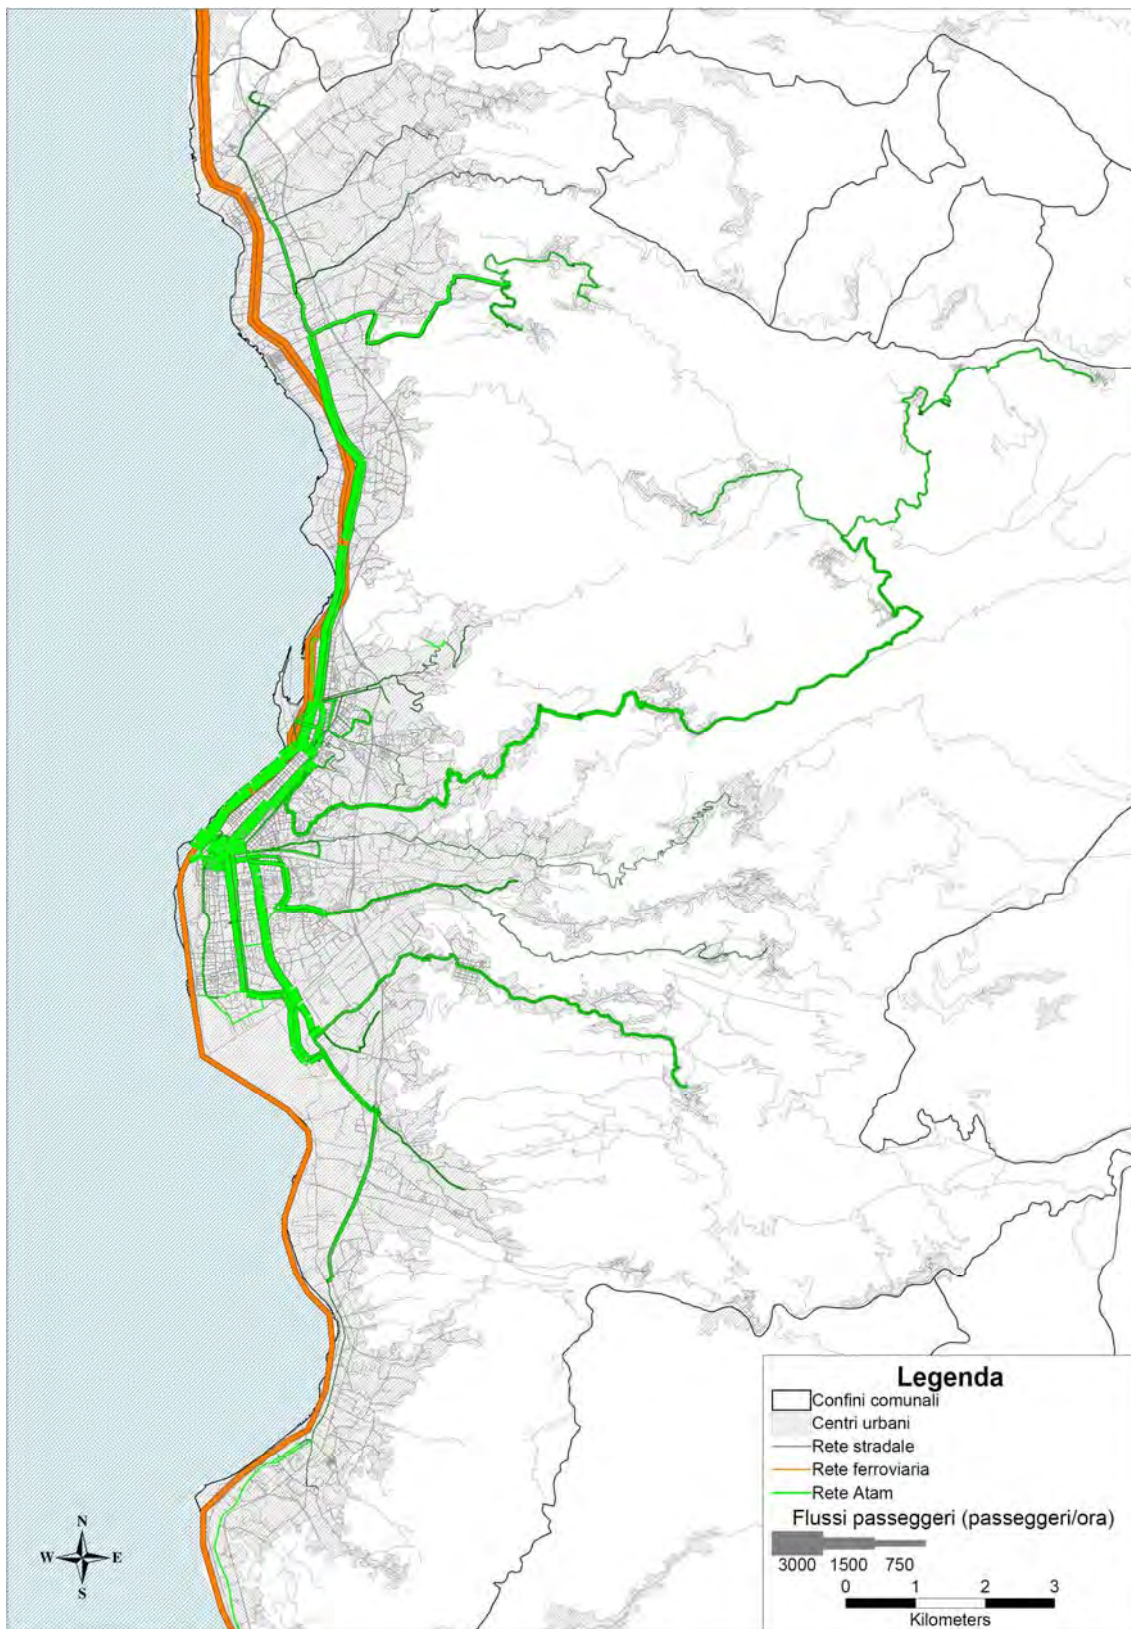 Legenda
Confini comunali
Centri urbani
Rete stradale
Rete ferroviaria
Rete Atam
Flussi passeggeri (passeggeri/ora)
3000 1500 750
0 1 2 3
Kilometers
N
W E
S